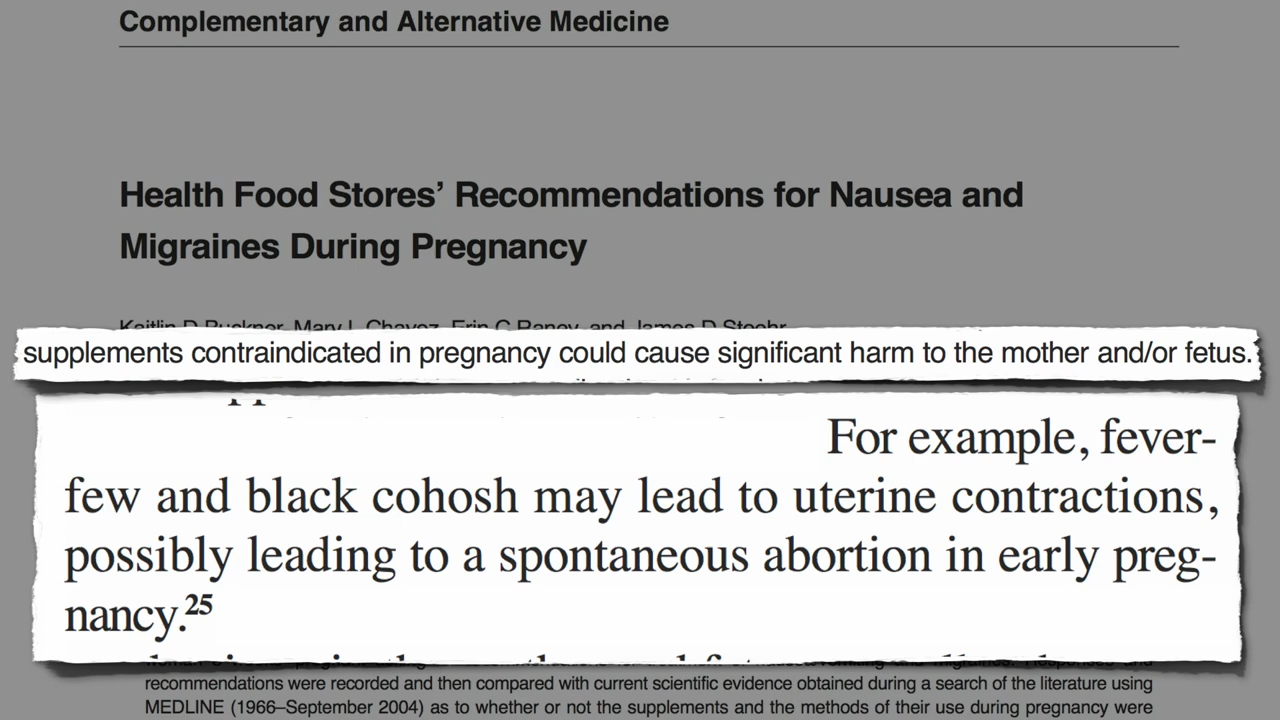 Complementary and Alternative Medicine
Health Food Stores’ Recommendations for Nausea and
Migraines During Pregnancy
supplements contraindicated in pregnancy could cause significant harm to the mother and/or fetus.
For example, fever-
few and black cohosh may lead to uterine contractions,
possibly leading to a spontaneous abortion in early preg-
nancy.25
recommendations were recorded and then compared with current scientific evidence obtained during a search of the literature using
MEDLINE (1966–September 2004) as to whether or not the supplements and the methods of their use during pregnancy were